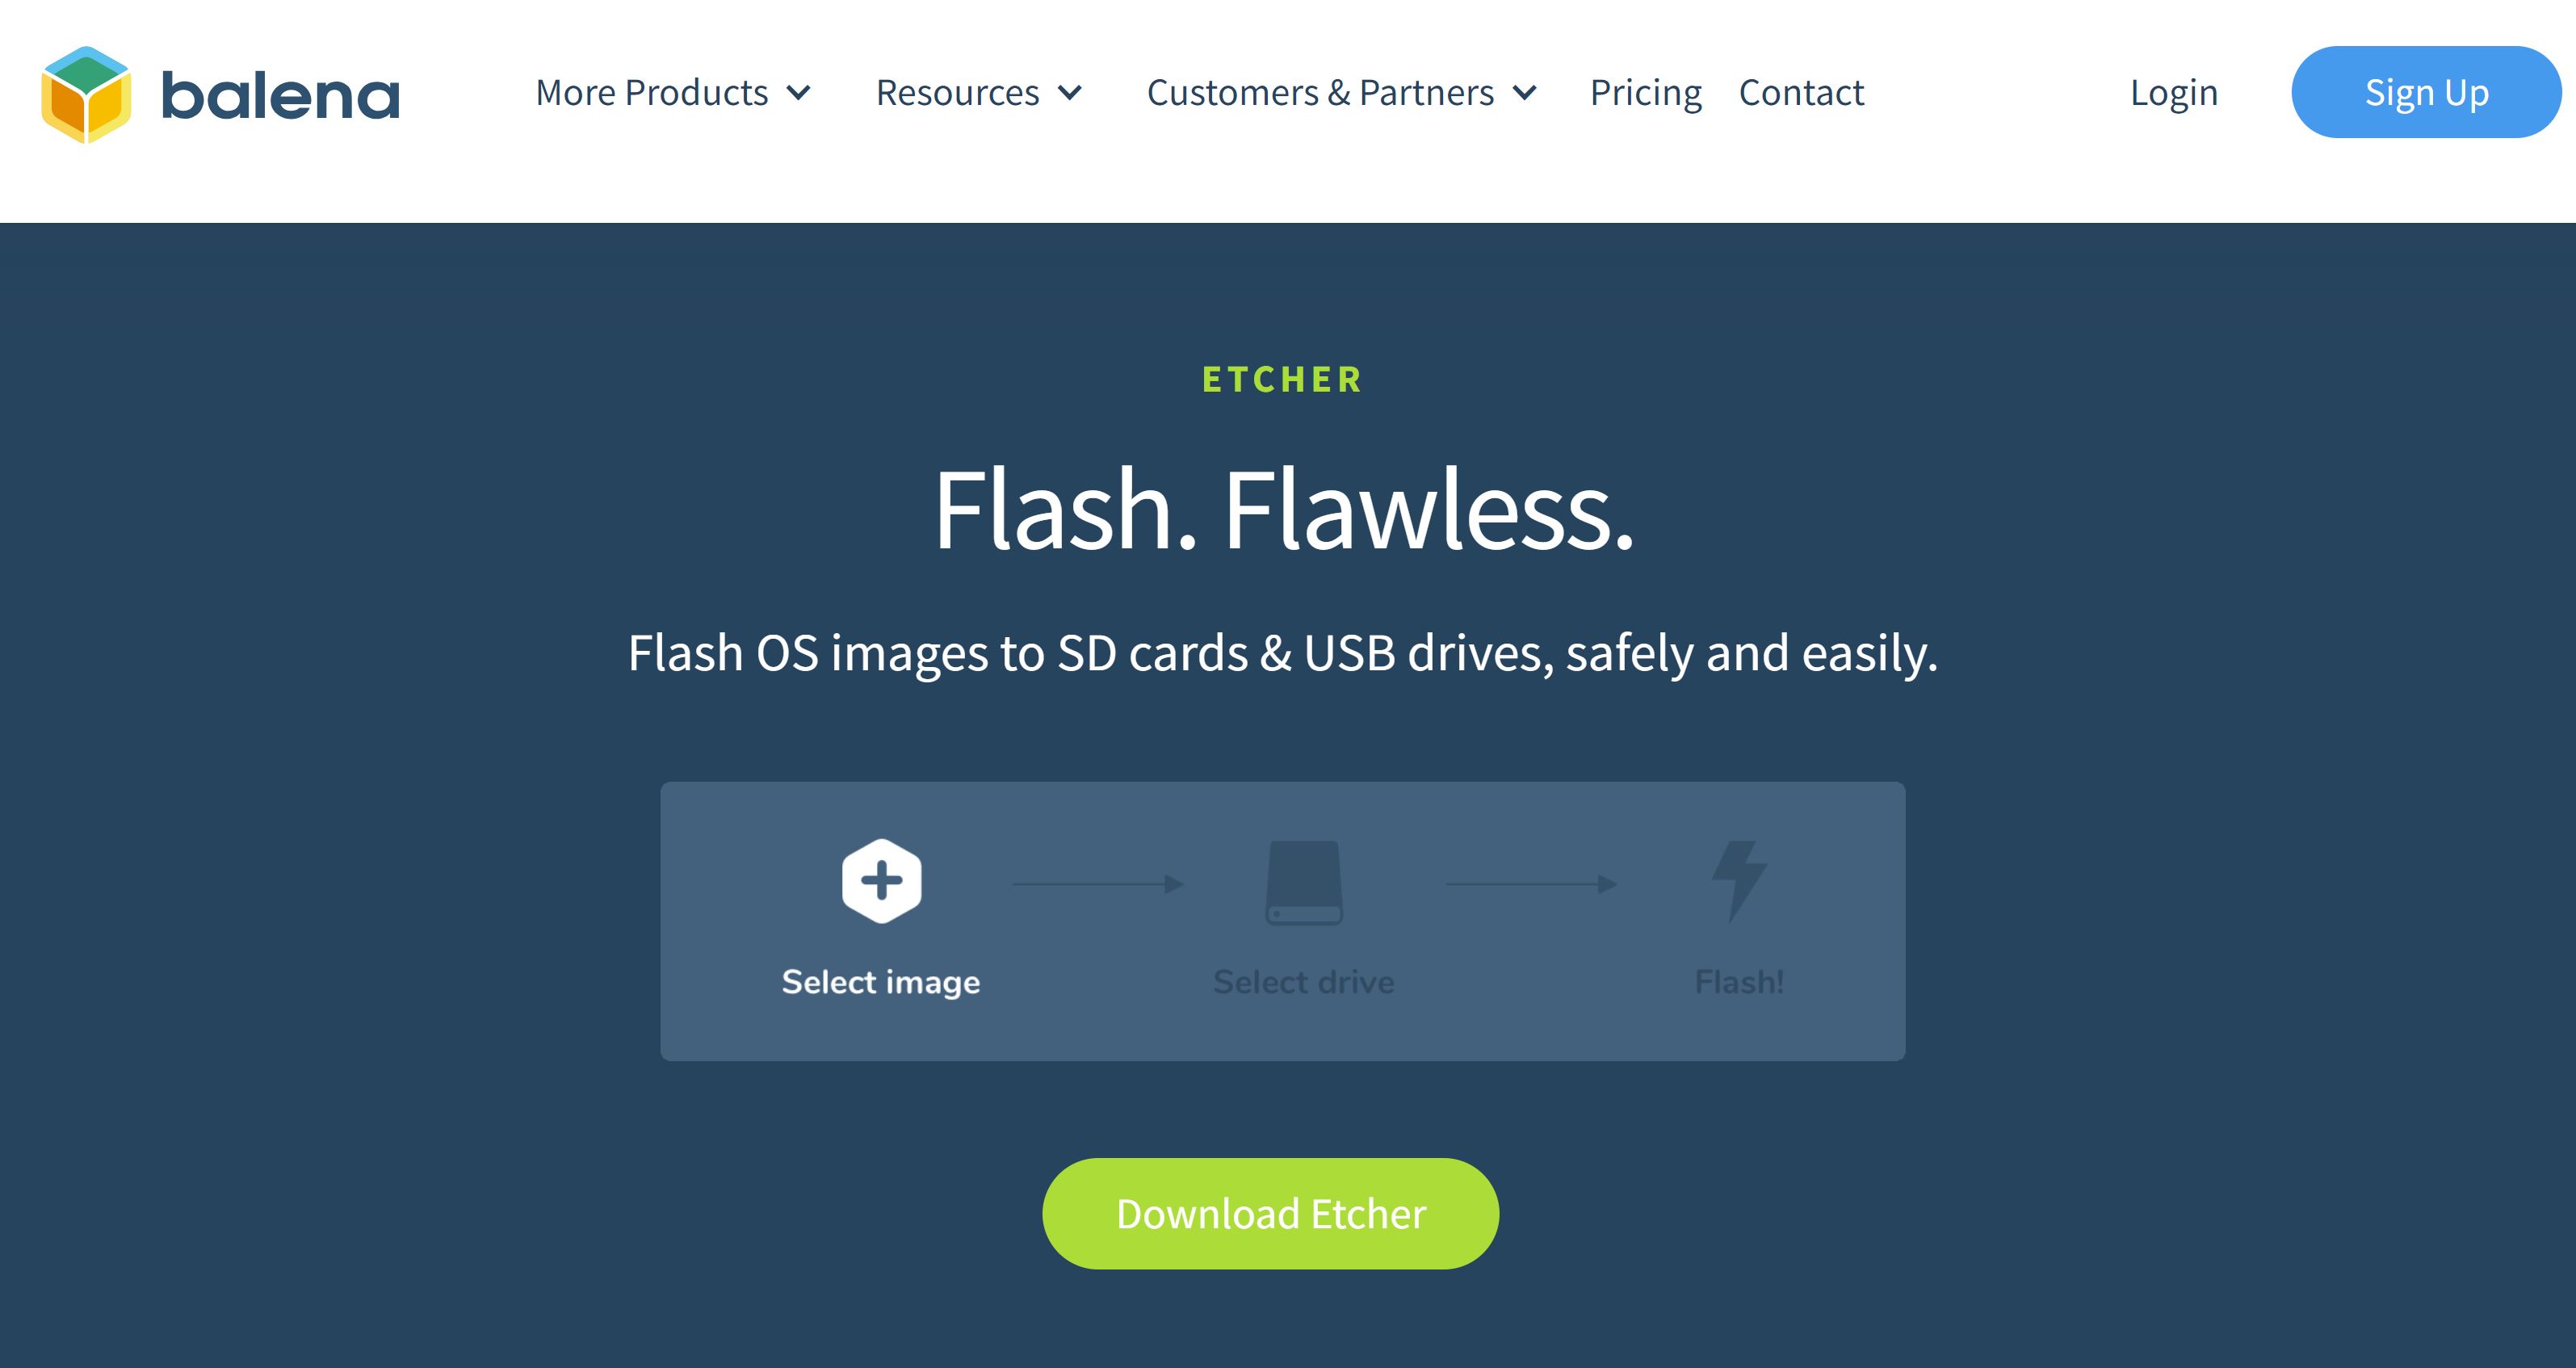 balena
More Products Resources Customers & Partners Pricing Contact Login Sign Up
ETCHER
Flash. Flawless.
Flash OS images to SD cards & USB drives, safely and easily.
Select image Select drive Flash!
Download Etcher